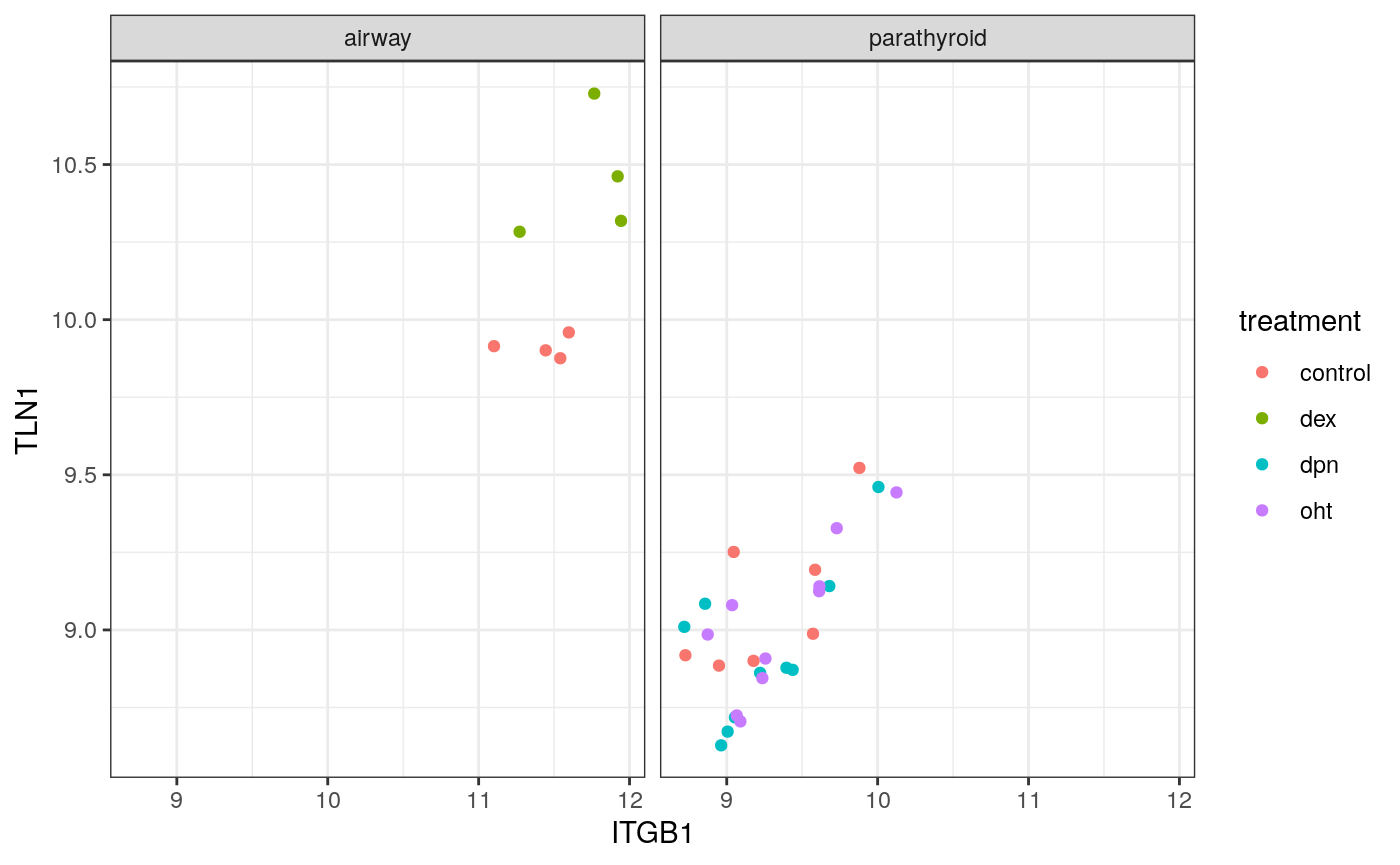 airway
parathyroid
TLN1
10.5
10.0
9.5
9.0
9
10
11
12
9
10
11
12
ITGB1
treatment
control
dex
dpn
oht